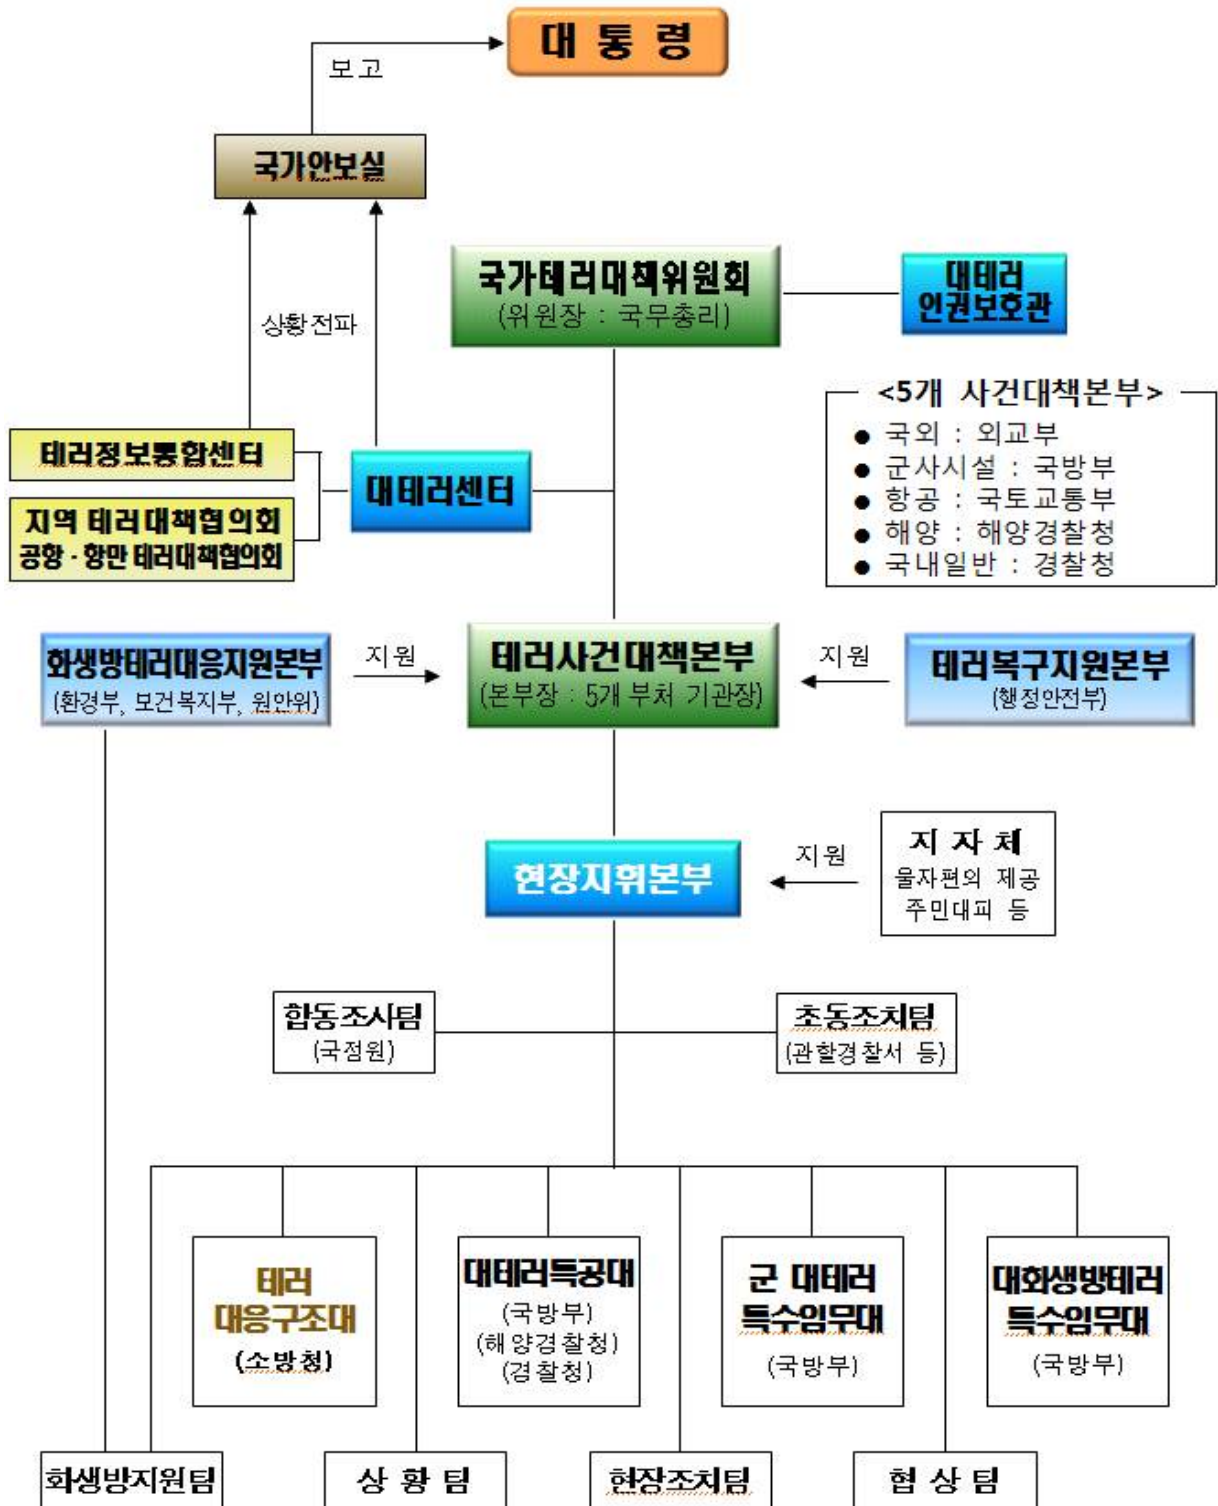 대 통 령
보고
국가안보실
국가테러대책위원회
(위원장 : 국무총리)
대테러
인권보호관
상황전파
<5개 사건대책본부>
● 국외 : 외교부
● 군사시설 : 국방부
● 항공 : 국토교통부
● 해양 : 해양경찰청
● 국내일반 : 경찰청
테러정보통합센터
대테러센터
지역 테러대책협의회
공항 · 항만 테러대책협의회
화생방테러대응지원본부
(환경부, 보건복지부, 원안위)
지원
테러사건대책본부
(본부장 : 5개 부처 기관장)
지원
테러복구지원본부
(행정안전부)
현장지휘본부
지원
지 자 체
물자편의 제공
주민대피 등
합동조사팀
(국정원)
초동조치팀
(관할경찰서 등)
테러
대응구조대
(소방청)
대테러특공대
(국방부)
(해양경찰청)
(경찰청)
군 대테러
특수임무대
(국방부)
대화생방테러
특수임무대
(국방부)
화생방지원팀
상 황 팀
현장조치팀
협 상 팀